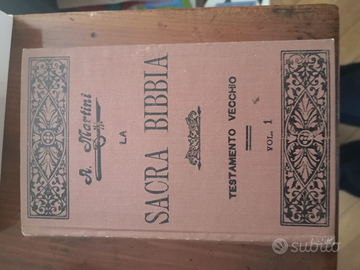 A. Martini
LA
SACRA BIBBIA
TESTAMENTO VECCHIO
VOL. 1
subito